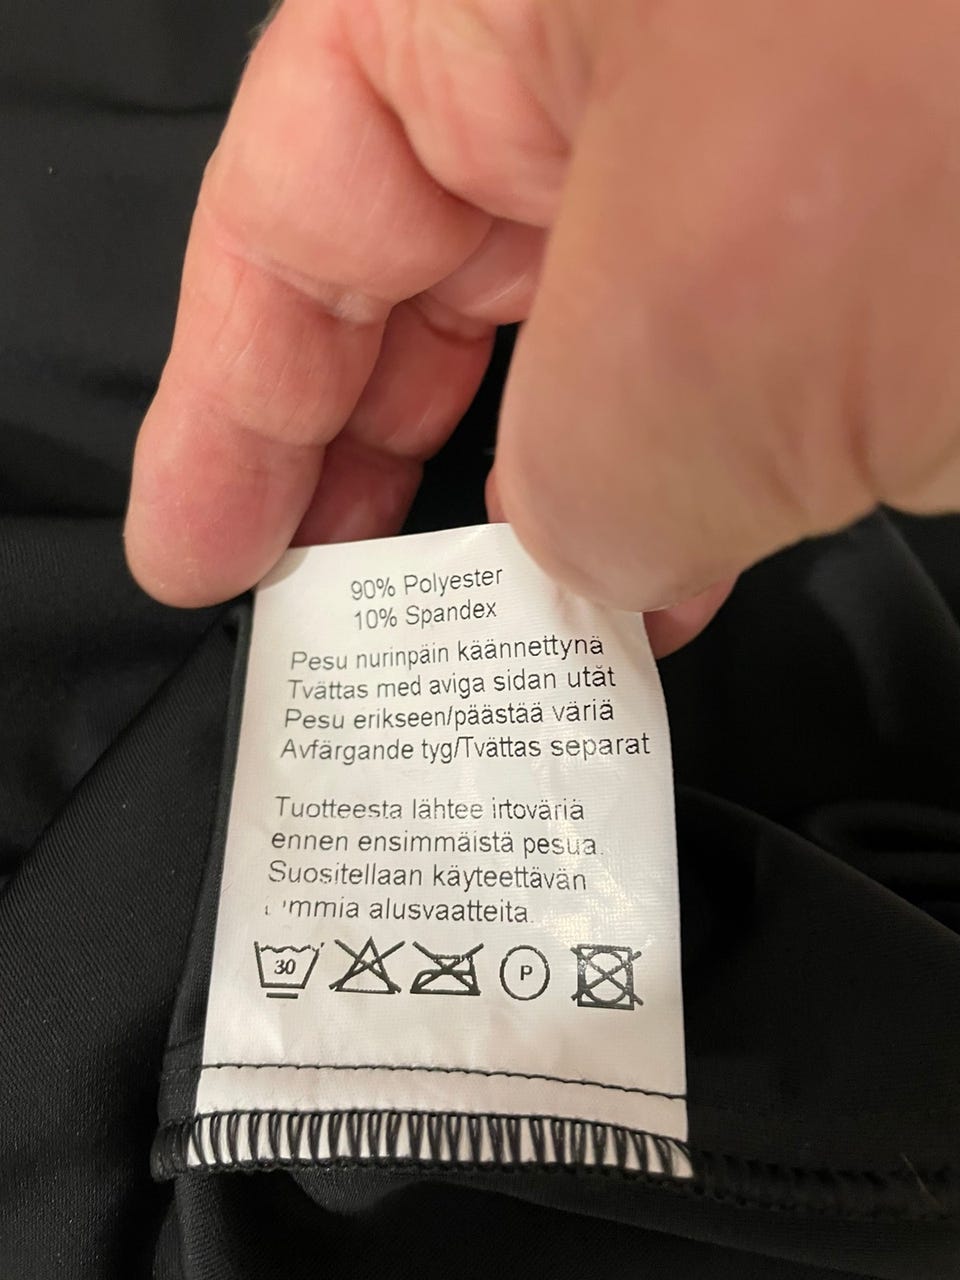 90% Polyester
10% Spandex
Pesu nurinpäin käännettynä
Tvättas med aviga sidan utåt
Pesu erikseen/päästää väriä
Avfärgande tyg/Tvättas separat
Tuotteesta lähtee irtoväriä
ennen ensimmäistä pesua.
Suositellaan käyteettävän
alusvaatteita.
30 P